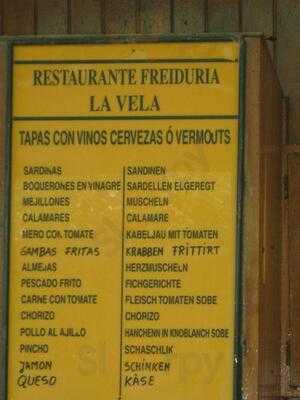 RESTAURANTE FREIDURIA
LA VELA
TAPAS CON VINOS CERVEZAS Ó VERMOUTS
SARDINAS SARDINEN
BOQUERONES EN VINAGRE SARDELLEN ELGEREGT
MEJILLONES MUSCHELN
CALAMARES CALAMARE
MERO CON TOMATE KABELJAU MIT TOMATEN
GAMBAS FRITAS KRABBEM FRITTIRT
ALMEJAS HERZMUSCHELN
PESCADO FRITO FICHGERICHTE
CARNE CON TOMATE FLEISCH TOMATEN SOBE
CHORIZO CHORIZO
POLLO AL AJILLO HANCHENN IN KNOBLANCH SOBE
PINCHO SCHASCHLIK
JAMON SCHINKEN
QUESO KÄSE